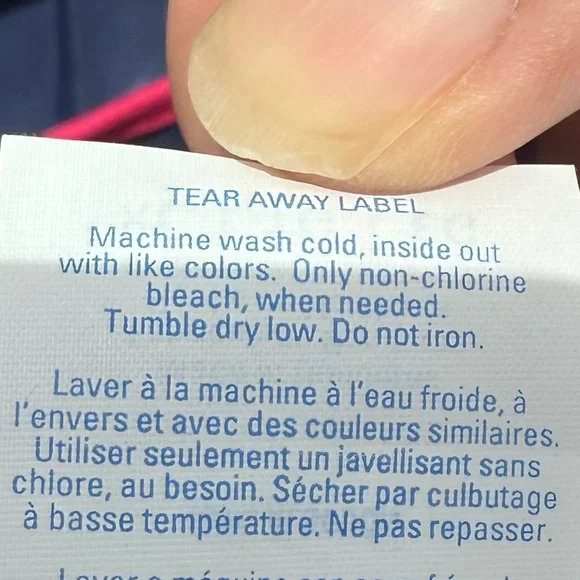 TEAR AWAY LABEL
Machine wash cold, inside out
with like colors. Only non-chlorine
bleach, when needed.
Tumble dry low. Do not iron.
Laver à la machine à l'eau froide, à
l'envers et avec des couleurs similaires.
Utiliser seulement un javellisant sans
chlore, au besoin. Sécher par culbutage
à basse température. Ne pas repasser.